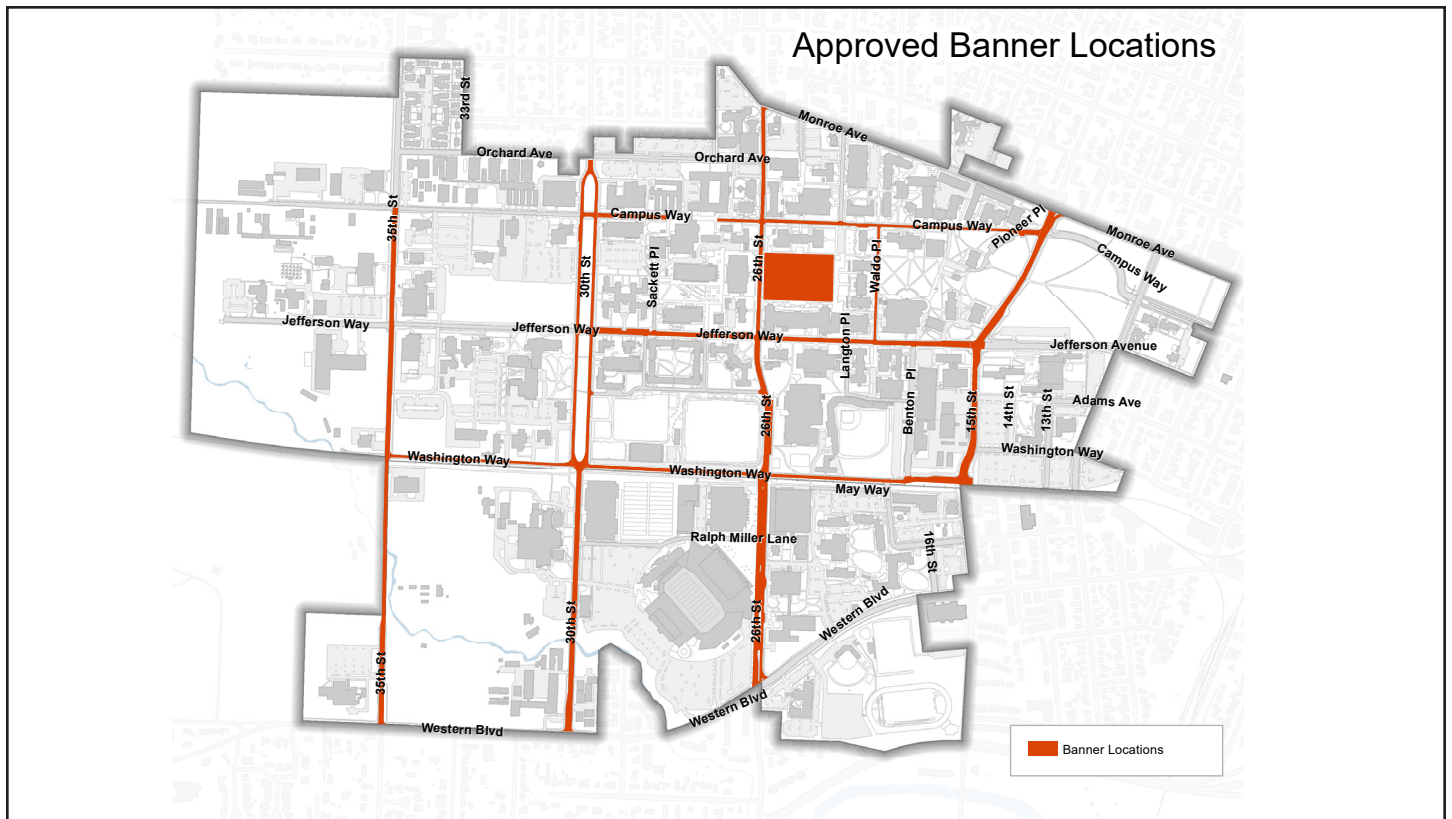 Approved Banner Locations
33rd St
Monroe Ave
Orchard Ave
Orchard Ave
35th St
Campus Way
Campus Way
Pioneer Pl
Monroe Ave
Campus Way
30th St
Sackett Pl
26th St
Waldo Pl
Jefferson Way
Jefferson Way
Jefferson Way
Langton Pl
Jefferson Avenue
26th St
Benton Pl
15th St
14th St
13th St
Adams Ave
Washington Way
Washington Way
Washington Way
May Way
Ralph Miller Lane
16th St
30th St
26th St
Western Blvd
35th St
Western Blvd
Western Blvd
Banner Locations